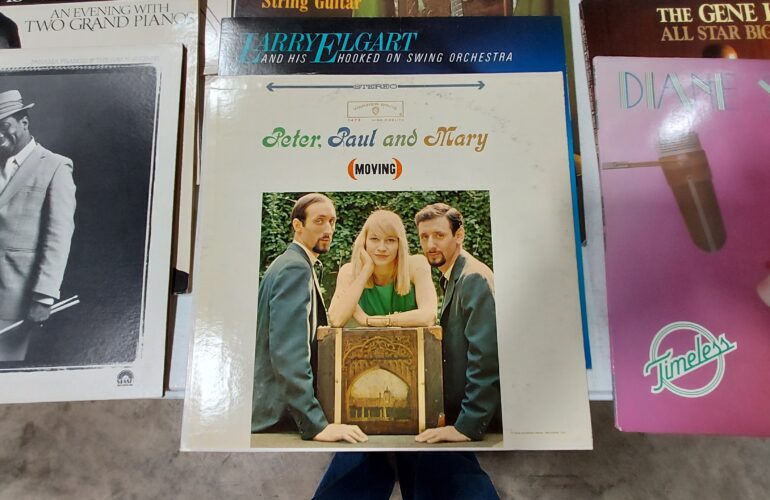 String Guitar
AN EVENING WITH
TWO GRAND PIANOS
LARRY ELGART
AND HIS HOOKED ON SWING ORCHESTRA
THE GENE
ALL STAR BIG
STEREO
Peter, Paul and Mary
(MOVING)
DIANE
Timeless